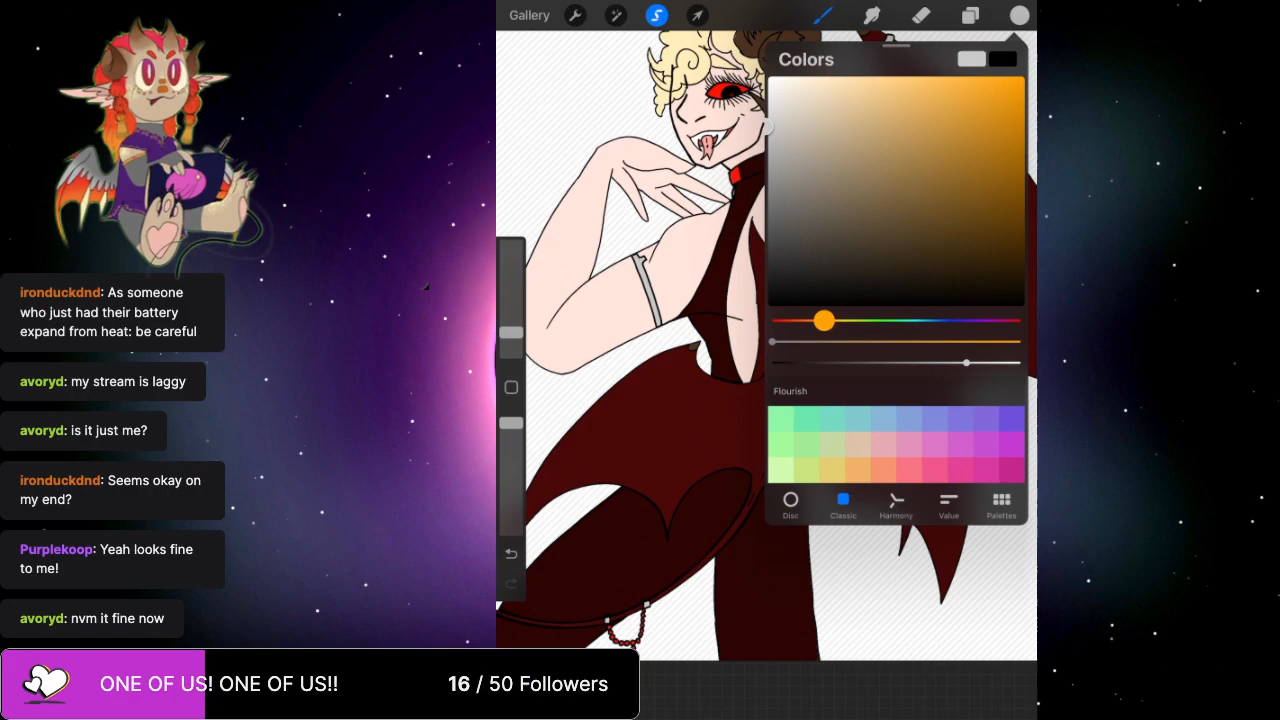 Gallery
Colors
ironduckdnd: As someone
who just had their battery
expand from heat: be careful
avoryd: my stream is laggy
avoryd: is it just me?
ironduckdnd: Seems okay on
my end?
Purplekoop: Yeah looks fine
to me!
avoryd: nvm it fine now
Flourish
Disc
Classic
Harmony
Value
Palettes
ONE OF US! ONE OF US!!
16 / 50 Followers